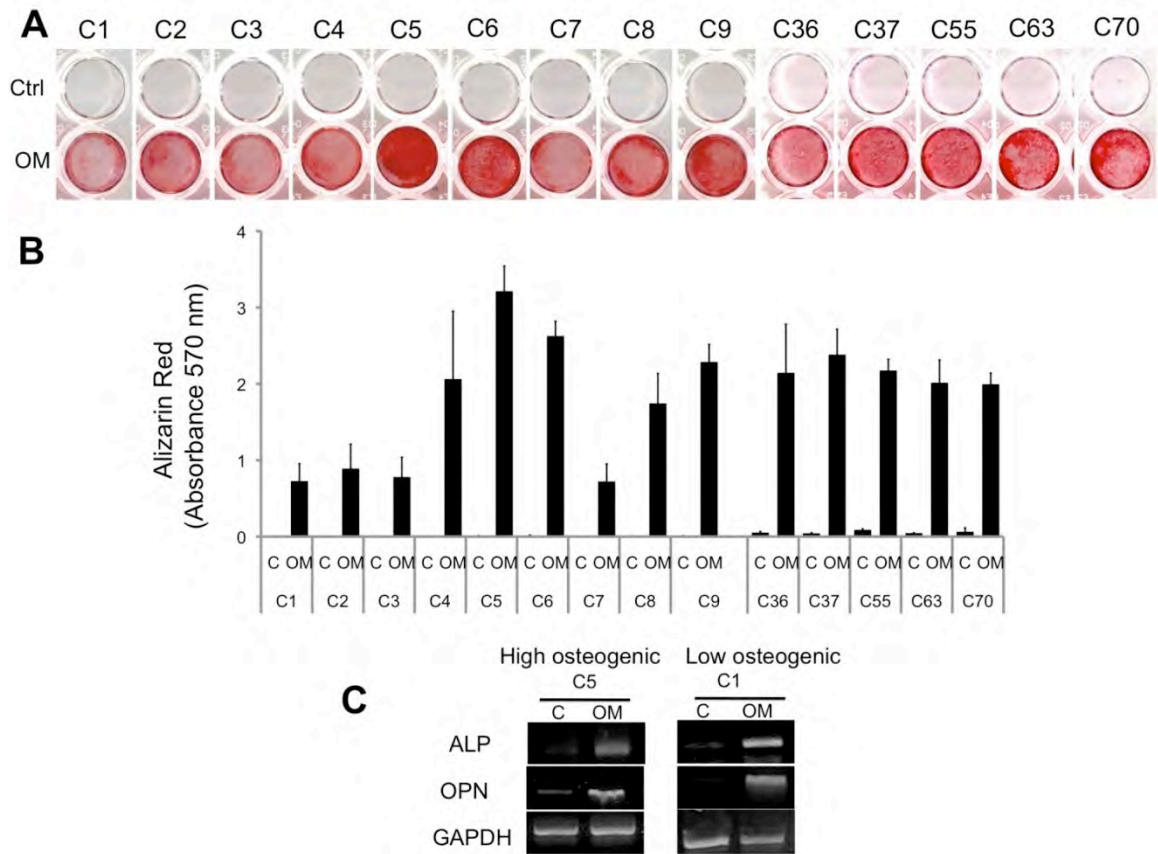 A
C1 C2 C3 C4 C5 C6 C7 C8 C9 C36 C37 C55 C63 C70
Ctrl
OM
B
Alizarin Red
(Absorbance 570 nm)
4
3
2
1
0
C OM C OM C OM C OM C OM C OM C OM C OM C OM C OM C OM C OM C OM C OM
C1 C2 C3 C4 C5 C6 C7 C8 C9 C36 C37 C55 C63 C70
C
High osteogenic Low osteogenic
C5 C1
C OM C OM
ALP
OPN
GAPDH